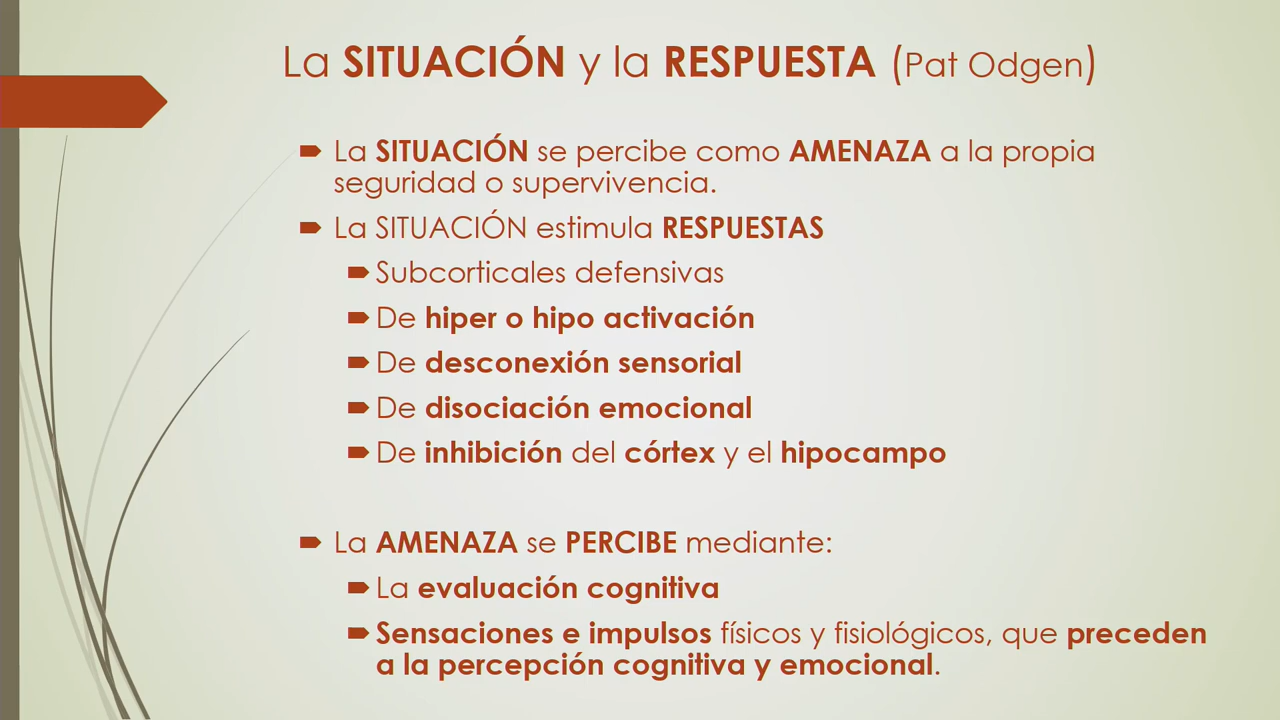 La SITUACIÓN y la RESPUESTA (Pat Odgen)
La SITUACIÓN se percibe como AMENAZA a la propia
seguridad o supervivencia.
La SITUACIÓN estimula RESPUESTAS
Subcorticales defensivas
De hiper o hipo activación
De desconexión sensorial
De disociación emocional
De inhibición del córtex y el hipocampo
La AMENAZA se PERCIBE mediante:
La evaluación cognitiva
Sensaciones e impulsos físicos y fisiológicos, que preceden
a la percepción cognitiva y emocional.